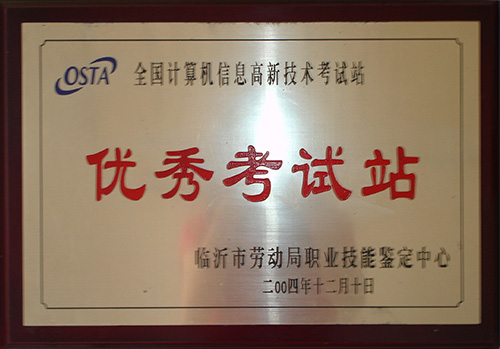 OSTA 全国计算机信息高新技术考试站
优秀考试站
临沂市劳动局职业技能鉴定中心
二00四年十二月十日